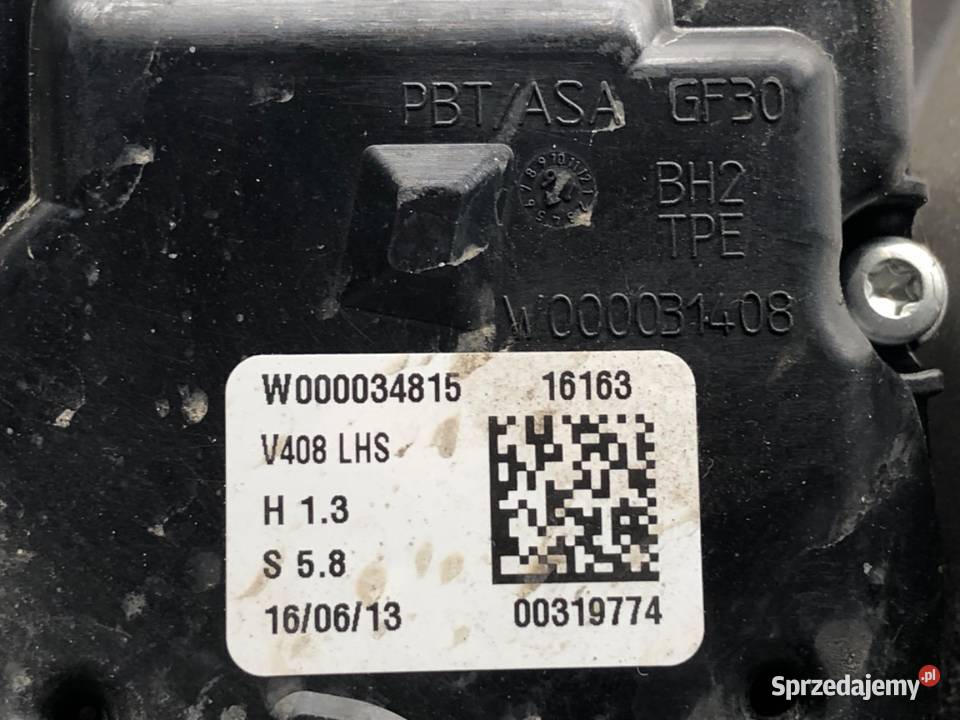 PBT/ASA GF30
BH2
TPE
W000031408
W000034815 16163
V408 LHS
H 1.3
S 5.8
16/06/13 00319774
Sprzedajemy.pl